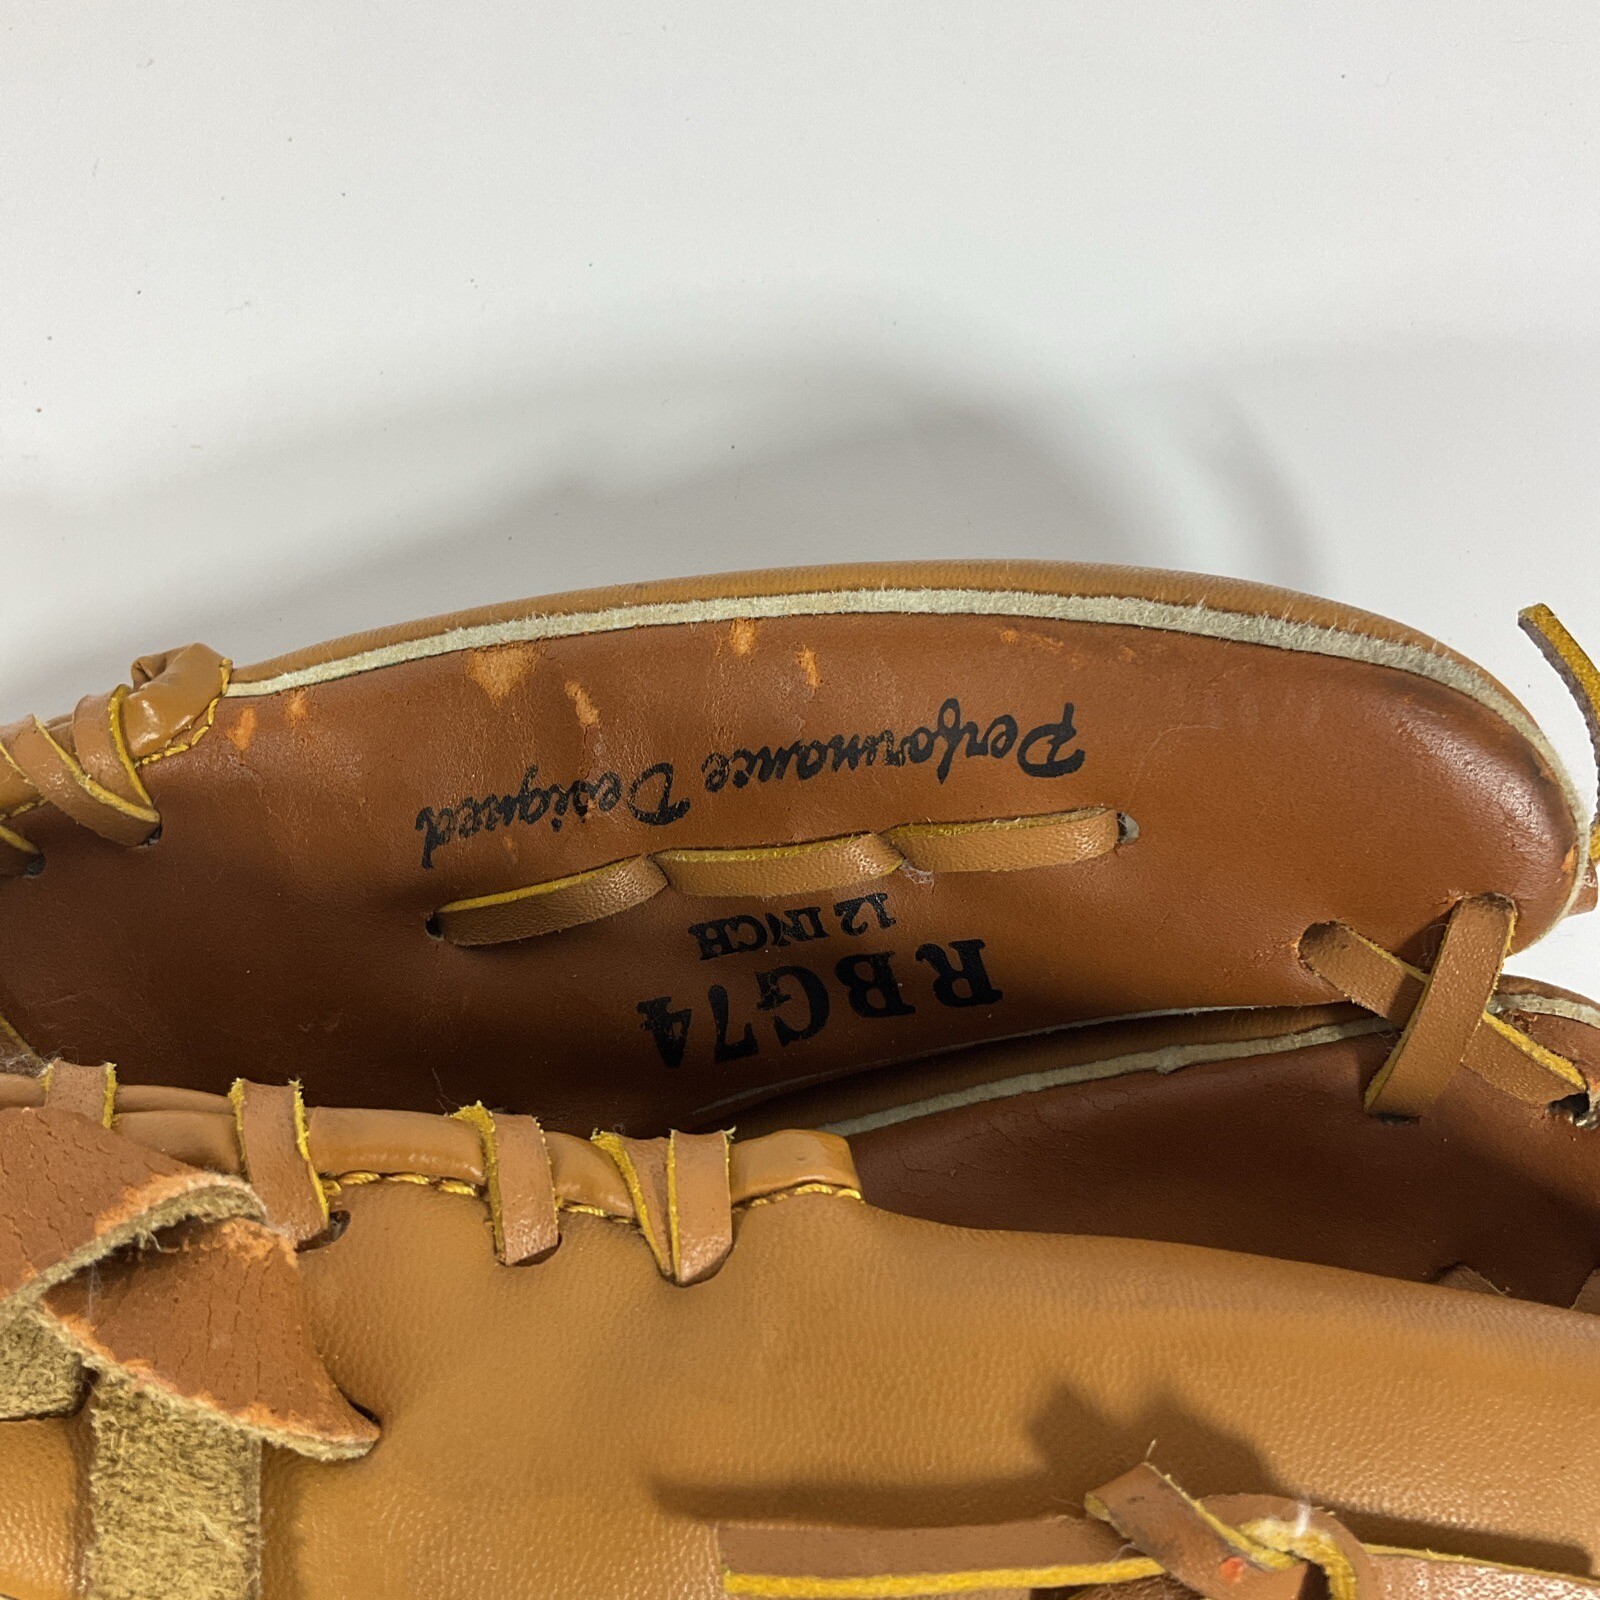 RBG74
12 INCH
Performance Designed